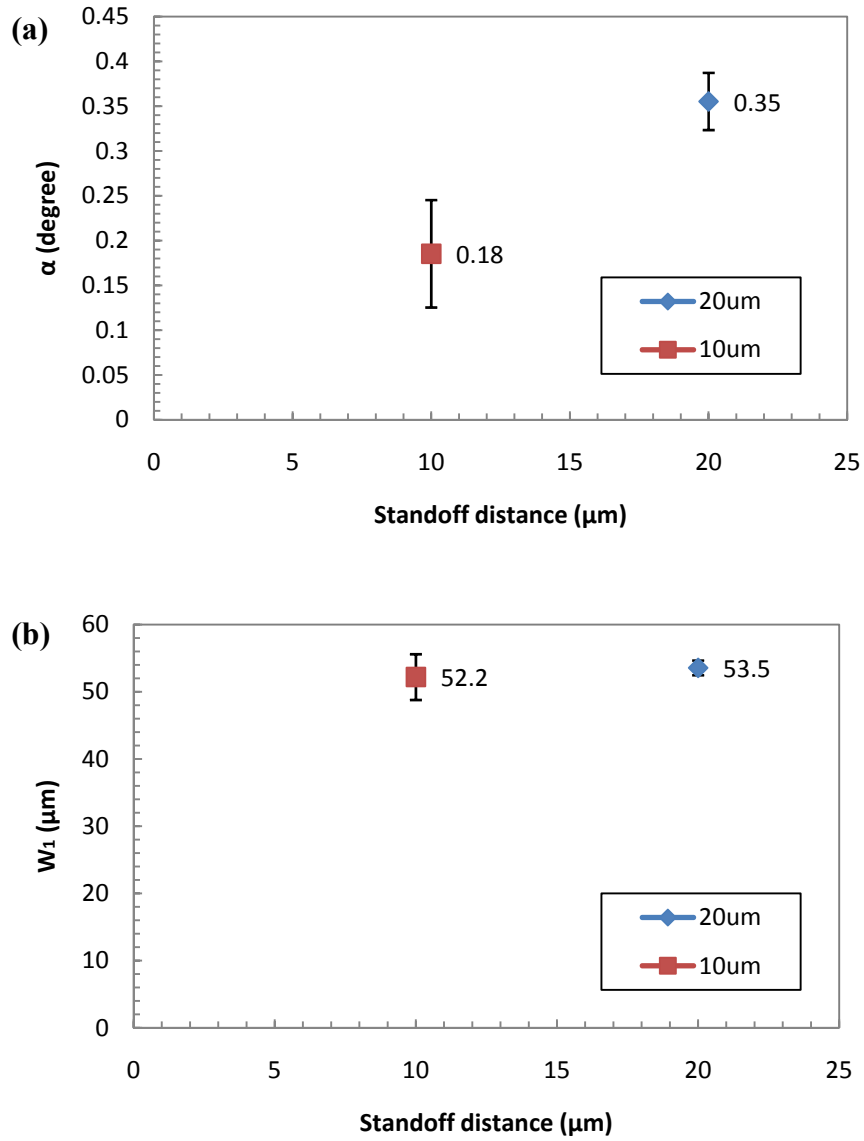 (a)
0.45
0.4
0.35
0.3
0.25
0.2
0.15
0.1
0.05
0
α (degree)
0.35
0.18
20um
10um
0 5 10 15 20 25
Standoff distance (µm)
(b)
60
50
40
30
20
10
0
W₁ (µm)
52.2
53.5
20um
10um
0 5 10 15 20 25
Standoff distance (µm)